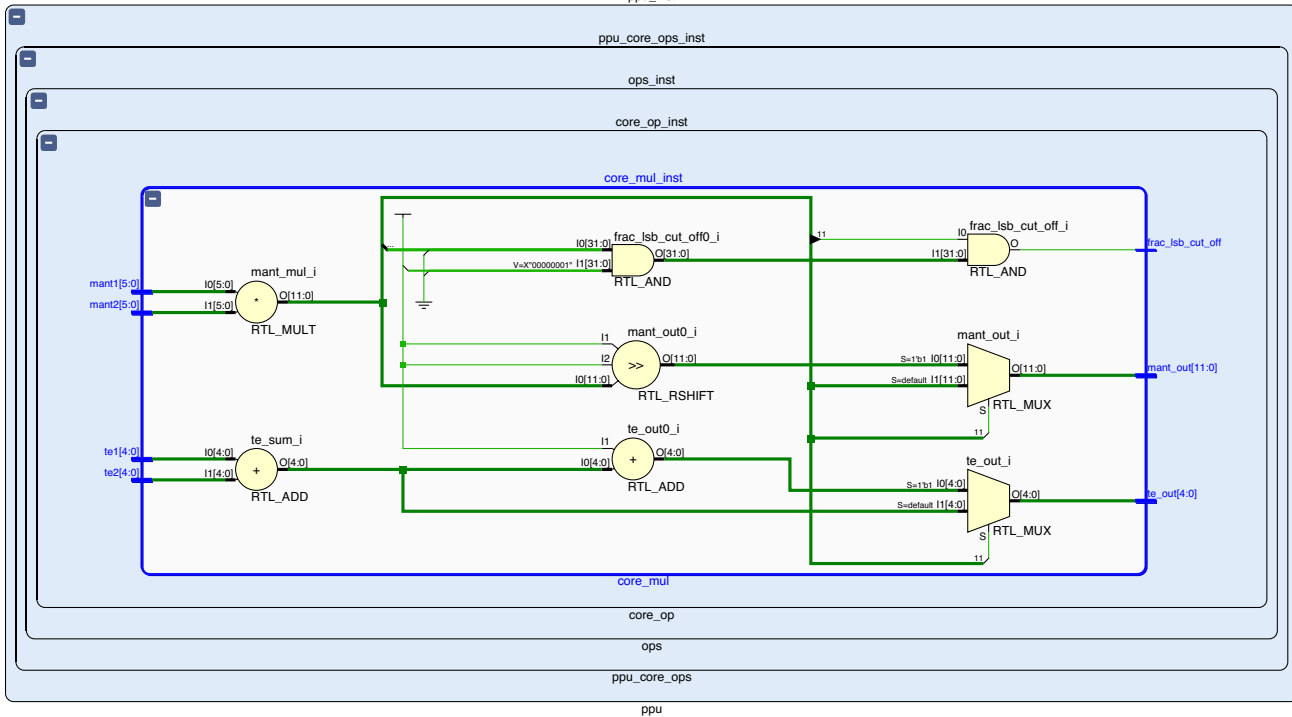 ppu_core_ops_inst
ops_inst
core_op_inst
core_mul_inst
frac_lsb_cut_off0_i
I0[31:0]
V=X"00000001" I1[31:0]
O[31:0]
RTL_AND
frac_lsb_cut_off_i
11
I0
I1[31:0]
O
RTL_AND
frac_lsb_cut_off
mant_mul_i
mant1[5:0]
mant2[5:0]
I0[5:0]
I1[5:0]
*
O[11:0]
RTL_MULT
mant_out0_i
I1
I2
I0[11:0]
>>
O[11:0]
RTL_RSHIFT
mant_out_i
S=1'b1 I0[11:0]
S=default I1[11:0]
O[11:0]
S
RTL_MUX
11
mant_out[11:0]
te_sum_i
te1[4:0]
te2[4:0]
I0[4:0]
I1[4:0]
+
O[4:0]
RTL_ADD
te_out0_i
I1
I0[4:0]
+
O[4:0]
RTL_ADD
te_out_i
S=1'b1 I0[4:0]
S=default I1[4:0]
O[4:0]
S
RTL_MUX
11
te_out[4:0]
core_mul
core_op
ops
ppu_core_ops
ppu